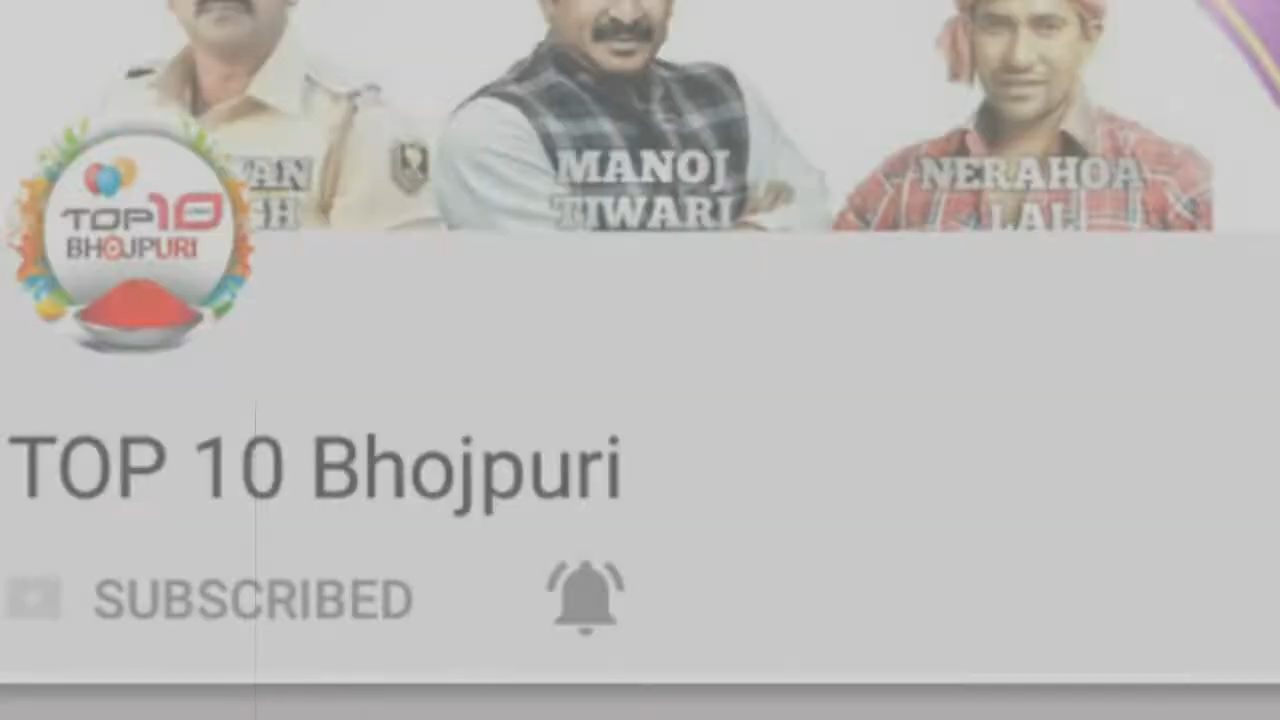 MANOJ
TIWARI
NERAHOA
LAL
TOP10
BHOJPURI
TOP 10 Bhojpuri
SUBSCRIBED